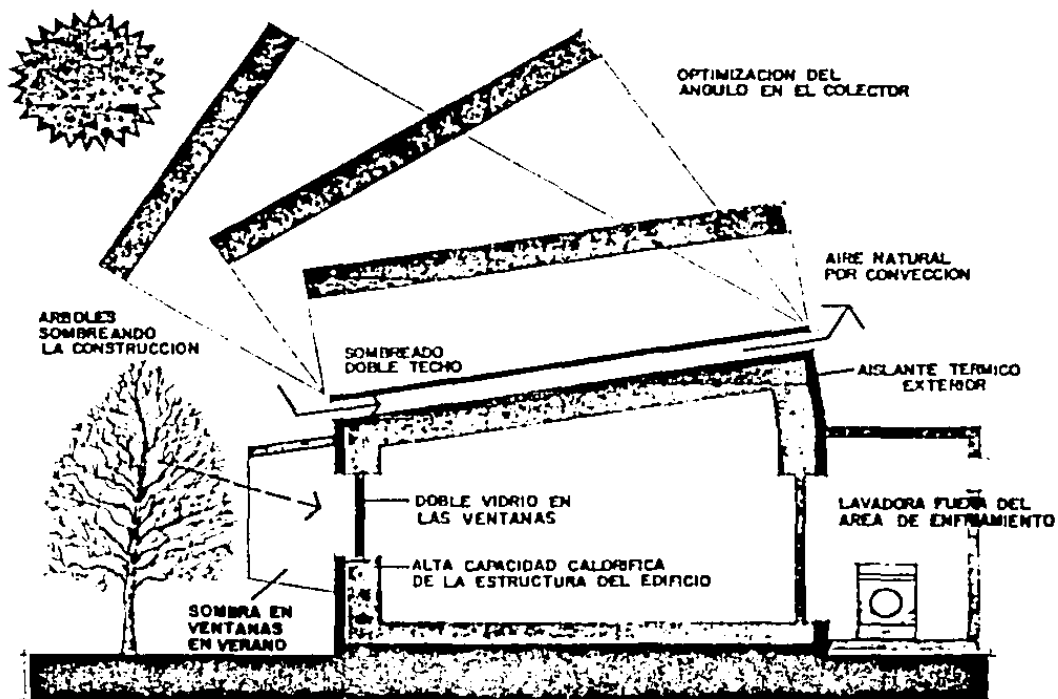 OPTIMIZACION DEL
ANGULO EN EL COLECTOR
AIRE NATURAL
POR CONVECCION
ARBOLES
SOMBREANDO
LA CONSTRUCCION
SOMBREADO
DOBLE TECHO
AISLANTE TERMICO
EXTERIOR
DOBLE VIDRIO EN
LAS VENTANAS
LAVADORA FUERA DEL
AREA DE ENFRIAMIENTO
ALTA CAPACIDAD CALORIFICA
DE LA ESTRUCTURA DEL EDIFICIO
SOMBRA EN
VENTANAS
EN VERANO